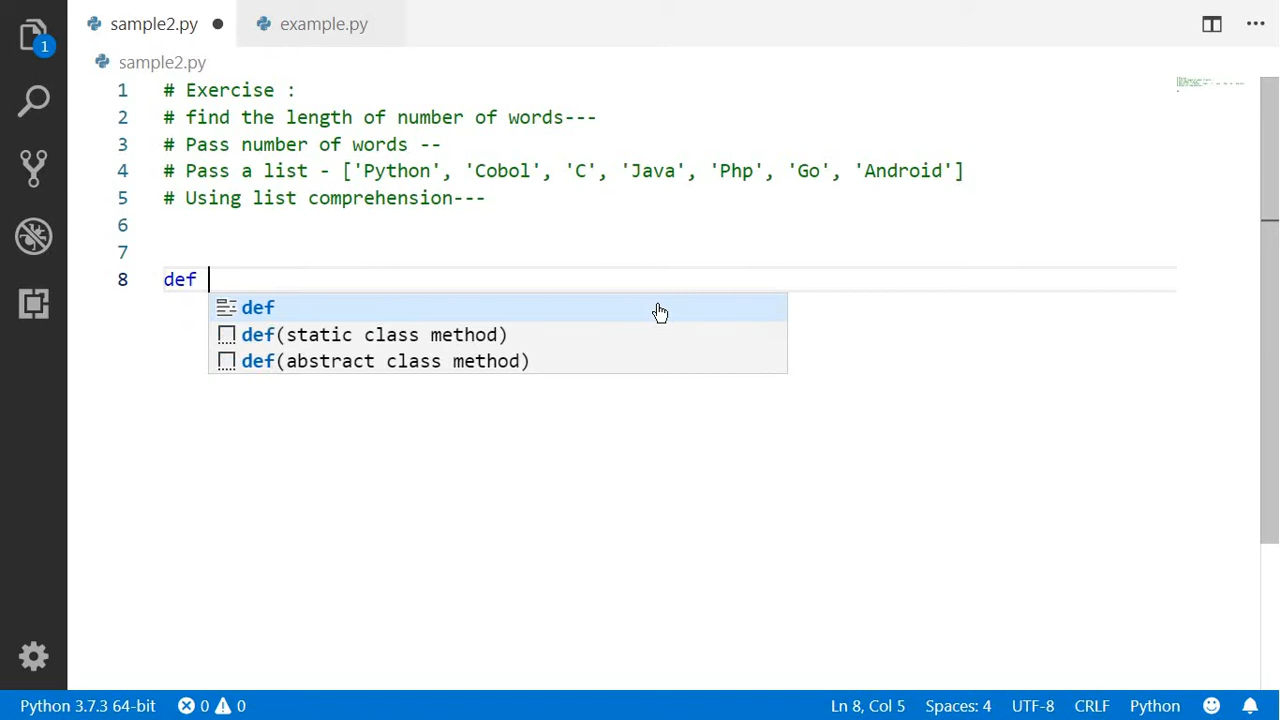 sample2.py
example.py
1
sample2.py
1 # Exercise :
2 # find the length of number of words---
3 # Pass number of words --
4 # Pass a list - ['Python', 'Cobol', 'C', 'Java', 'Php', 'Go', 'Android']
5 # Using list comprehension---
6
7
8 def
def
def(static class method)
def(abstract class method)
Python 3.7.3 64-bit 0 0 Ln 8, Col 5 Spaces: 4 UTF-8 CRLF Python